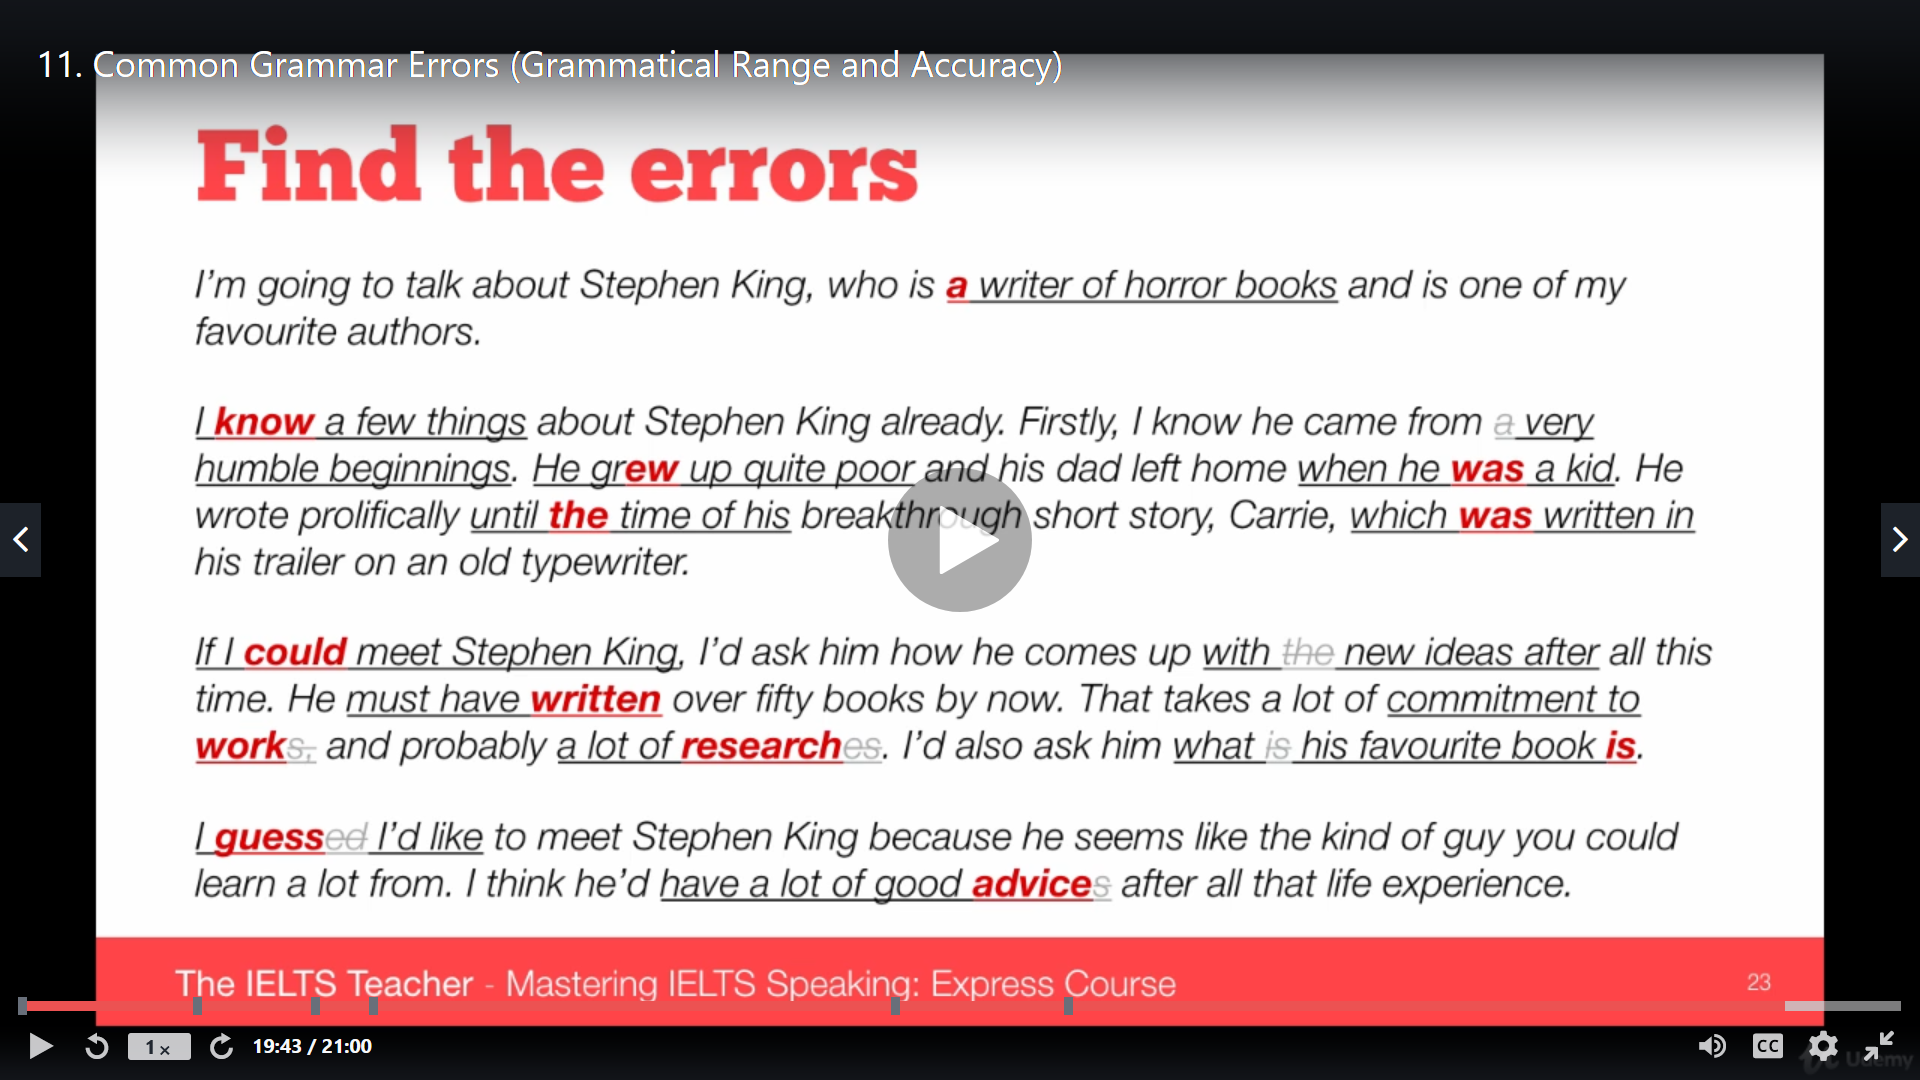 11. Common Grammar Errors (Grammatical Range and Accuracy)
Find the errors
I'm going to talk about Stephen King, who is a writer of horror books and is one of my
favourite authors.
I know a few things about Stephen King already. Firstly, I know he came from a very
humble beginnings. He grew up quite poor and his dad left home when he was a kid. He
wrote prolifically until the time of his breakthrough short story, Carrie, which was written in
his trailer on an old typewriter.
If I could meet Stephen King, I'd ask him how he comes up with the new ideas after all this
time. He must have written over fifty books by now. That takes a lot of commitment to
works, and probably a lot of researches. I'd also ask him what is his favourite book is.
I guessed I'd like to meet Stephen King because he seems like the kind of guy you could
learn a lot from. I think he'd have a lot of good advices after all that life experience.
The IELTS Teacher - Mastering IELTS Speaking: Express Course
23
1x
19:43 / 21:00
CC
Udemy